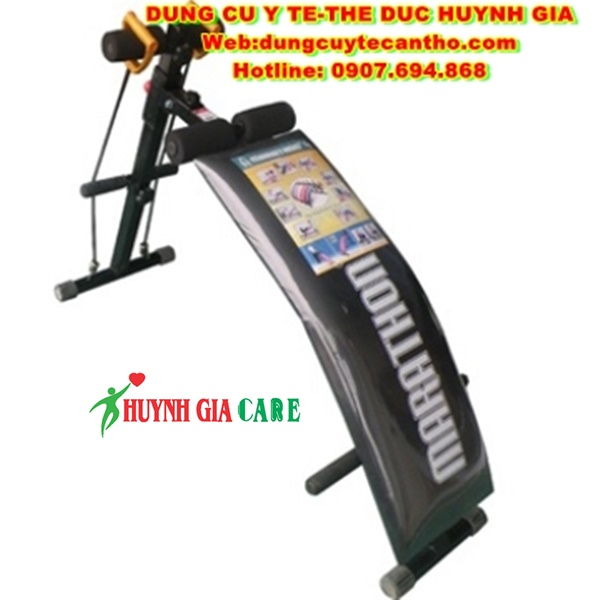 DUNG CU Y TE-THE DUC HUYNH GIA
Web:dungcuytecantho.com
Hotline: 0907.694.868
MARATHON
HUYNH GIA CARE